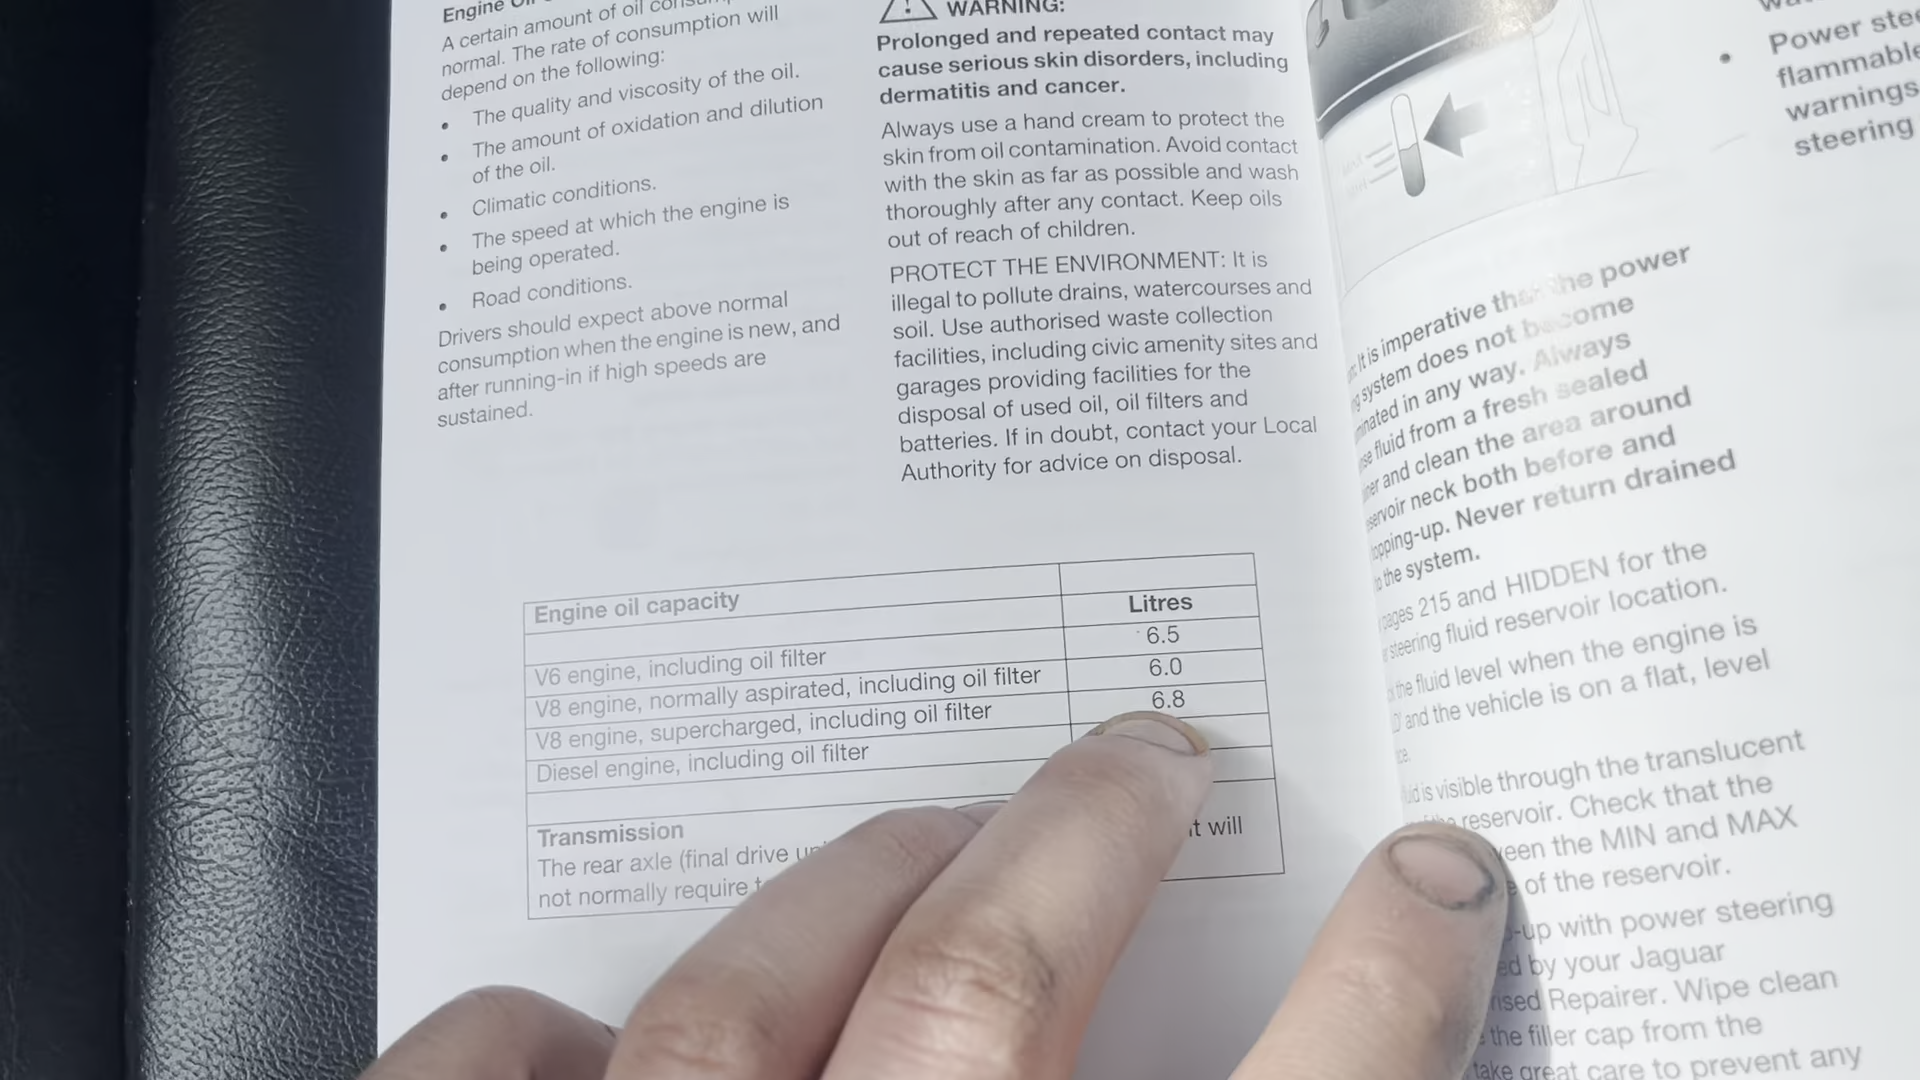 Engine Oil
A certain amount of oil
normal. The rate of consumption will
depend on the following:
• The quality and viscosity of the oil.
• The amount of oxidation and dilution
of the oil.
• Climatic conditions.
• The speed at which the engine is
being operated.
• Road conditions.
Drivers should expect above normal
consumption when the engine is new, and
after running-in if high speeds are
sustained.
WARNING:
Prolonged and repeated contact may
cause serious skin disorders, including
dermatitis and cancer.
Always use a hand cream to protect the
skin from oil contamination. Avoid contact
with the skin as far as possible and wash
thoroughly after any contact. Keep oils
out of reach of children.
PROTECT THE ENVIRONMENT: It is
illegal to pollute drains, watercourses and
soil. Use authorised waste collection
facilities, including civic amenity sites and
garages providing facilities for the
disposal of used oil, oil filters and
batteries. If in doubt, contact your Local
Authority for advice on disposal.
Engine oil capacity
Litres
V6 engine, including oil filter 6.5
V8 engine, normally aspirated, including oil filter 6.0
V8 engine, supercharged, including oil filter 6.8
Diesel engine, including oil filter
Transmission
The rear axle (final drive will
not normally require
It is imperative that the power
system does not become
in any way. Always
fluid from a fresh sealed
and clean the area around
neck both before and
Never return drained
the system.
pages 215 and HIDDEN for the
steering fluid reservoir location.
the fluid level when the engine is
and the vehicle is on a flat, level
is visible through the translucent
reservoir. Check that the
the MIN and MAX
of the reservoir.
-up with power steering
by your Jaguar
Repairer. Wipe clean
the filler cap from the
take great care to prevent any
• Power
warnings
steering